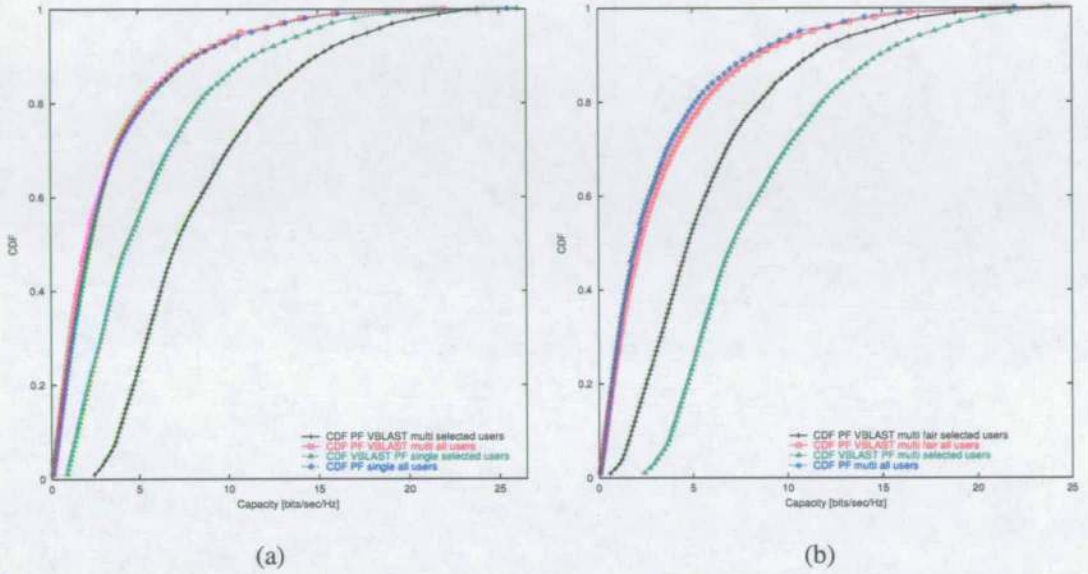 1
0.8
0.6
0.4
0.2
0
CDF
0
5
10
15
20
25
Capacity [bits/sec/Hz]
CDF PF VBLAST multi selected users
CDF PF VBLAST multi all users
CDF VBLAST PF single selected users
CDF PF single all users
(a)
1
0.8
0.6
0.4
0.2
0
CDF
0
5
10
15
20
25
Capacity [bits/sec/Hz]
CDF PF VBLAST multi fair selected users
CDF PF VBLAST multi fair all users
CDF VBLAST PF multi selected users
CDF PF multi all users
(b)